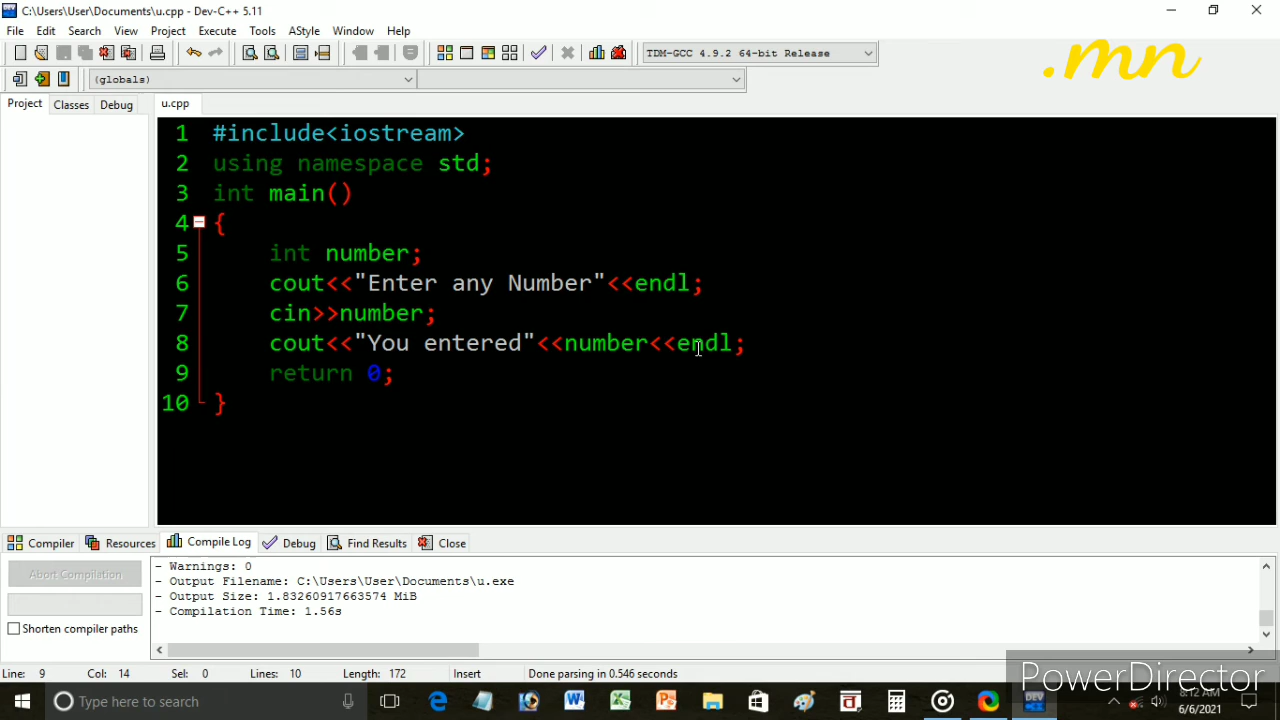 C:\Users\User\Documents\u.cpp - Dev-C++ 5.11
File Edit Search View Project Execute Tools AStyle Window Help
TDM-GCC 4.9.2 64-bit Release
.mn
(globals)
Project Classes Debug u.cpp
1 #include<iostream>
2 using namespace std;
3 int main()
4 {
5 int number;
6 cout<<"Enter any Number"<<endl;
7 cin>>number;
8 cout<<"You entered"<<number<<endl;
9 return 0;
10 }
Compiler Resources Compile Log Debug Find Results Close
Abort Compilation
Shorten compiler paths
- Warnings: 0
- Output Filename: C:\Users\User\Documents\u.exe
- Output Size: 1.83260917663574 MiB
- Compilation Time: 1.56s
Line: 9 Col: 14 Sel: 0 Lines: 10 Length: 172 Insert Done parsing in 0.546 seconds
PowerDirector
Type here to search
DEV
8:12 AM
6/6/2021